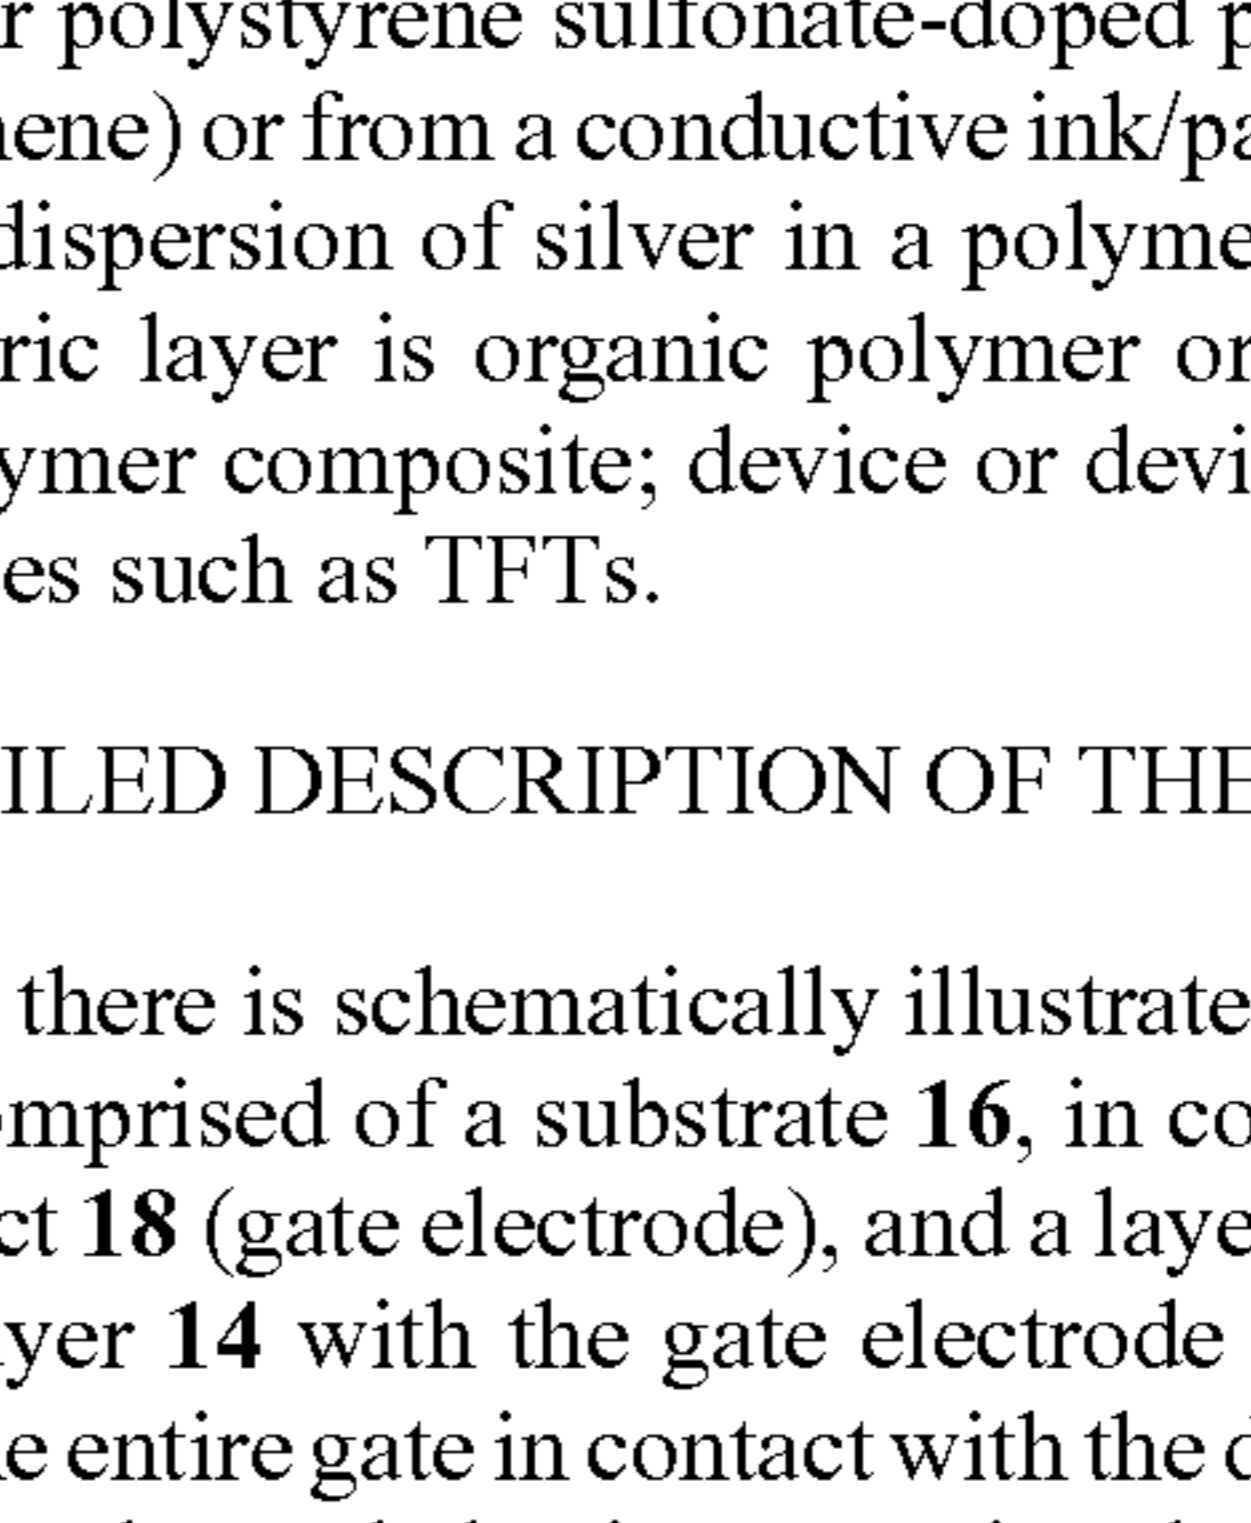 r polystyrene sulfonate-doped p
ene) or from a conductive ink/pa
dispersion of silver in a polyme
ric layer is organic polymer or
ymer composite; device or devi
es such as TFTs.
ILED DESCRIPTION OF THE
there is schematically illustrate
mprised of a substrate 16, in co
ct 18 (gate electrode), and a laye
yer 14 with the gate electrode
e entire gate in contact with the d